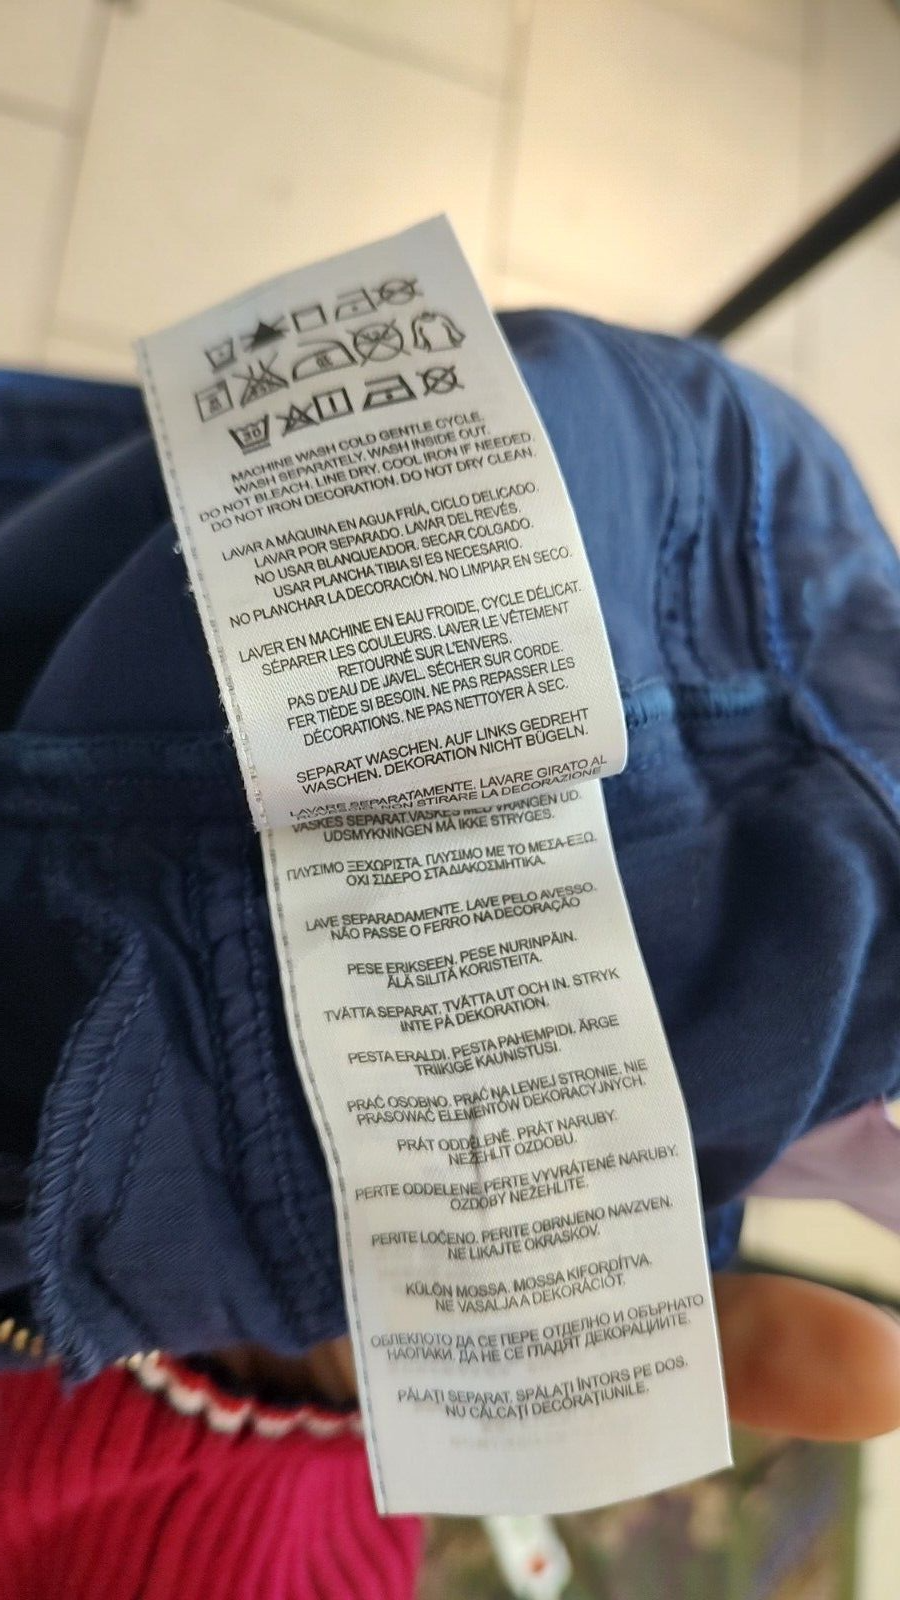 MACHINE WASH COLD GENTLE CYCLE.
WASH SEPARATELY. WASH INSIDE OUT.
DO NOT BLEACH. LINE DRY. COOL IRON IF NEEDED.
DO NOT IRON DECORATION. DO NOT DRY CLEAN.
LAVAR A MÁQUINA EN AGUA FRÍA, CICLO DELICADO.
LAVAR POR SEPARADO. LAVAR DEL REVÉS.
NO USAR BLANQUEADOR. SECAR COLGADO.
USAR PLANCHA TIBIA SI ES NECESARIO.
NO PLANCHAR LA DECORACIÓN. NO LIMPIAR EN SECO.
LAVER EN MACHINE EN EAU FROIDE, CYCLE DÉLICAT.
SÉPARER LES COULEURS. LAVER LE VÊTEMENT
RETOURNÉ SUR L'ENVERS.
PAS D'EAU DE JAVEL. SÉCHER SUR CORDE.
FER TIÈDE SI BESOIN. NE PAS REPASSER LES
DÉCORATIONS. NE PAS NETTOYER À SEC.
SEPARAT WASCHEN. AUF LINKS GEDREHT
WASCHEN. DEKORATION NICHT BÜGELN.
LAVARE SEPARATAMENTE. LAVARE GIRATO AL
NON STIRARE LA DECORAZIONE
VASKES SEPARAT. VASKES MED VRANGEN UD.
UDSMYKNINGEN MÅ IKKE STRYGES.
ΠΛΥΣΙΜΟ ΞΕΧΩΡΙΣΤΑ. ΠΛΥΣΙΜΟ ΜΕ ΤΟ ΜΕΣΑ-ΕΞΩ.
ΟΧΙ ΣΙΔΕΡΟ ΣΤΑ ΔΙΑΚΟΣΜΗΤΙΚΑ.
LAVE SEPARADAMENTE. LAVE PELO AVESSO.
NÃO PASSE O FERRO NA DECORAÇÃO
PESE ERIKSEEN. PESE NURINPÄIN.
ÄLÄ SILITÄ KORISTEITA.
TVÄTTA SEPARAT. TVÄTTA UT OCH IN. STRYK
INTE PÅ DEKORATION.
PESTA ERALDI. PESTA PAHEMPIDI. ÄRGE
TRIIKIGE KAUNISTUSI.
PRAĆ OSOBNO. PRAĆ NA LEWEJ STRONIE. NIE
PRASOWAĆ ELEMENTÓW DEKORACYJNYCH.
PRÁT ODDĚLENĚ. PRÁT NARUBY.
NEŽEHLIT OZDOBU.
PERTE ODDELENE. PERTE VYVRÁTENÉ NARUBY.
OZDOBY NEŽEHLITE.
PERITE LOČENO. PERITE OBRNJENO NAVZVEN.
NE LIKAJTE OKRASKOV.
KÜLÖN MOSSA. MOSSA KIFORDÍTVA.
NE VASALJA A DEKORÁCIÓT.
ОБЛЕКЛОТО ДА СЕ ПЕРЕ ОТДЕЛНО И ОБЪРНАТО
НАОПАКИ. ДА НЕ СЕ ГЛАДЯТ ДЕКОРАЦИИТЕ.
PĂLAȚI SEPARAT. SPĂLAȚI ÎNTORS PE DOS.
NU CĂLCAȚI DECORAȚIUNILE.